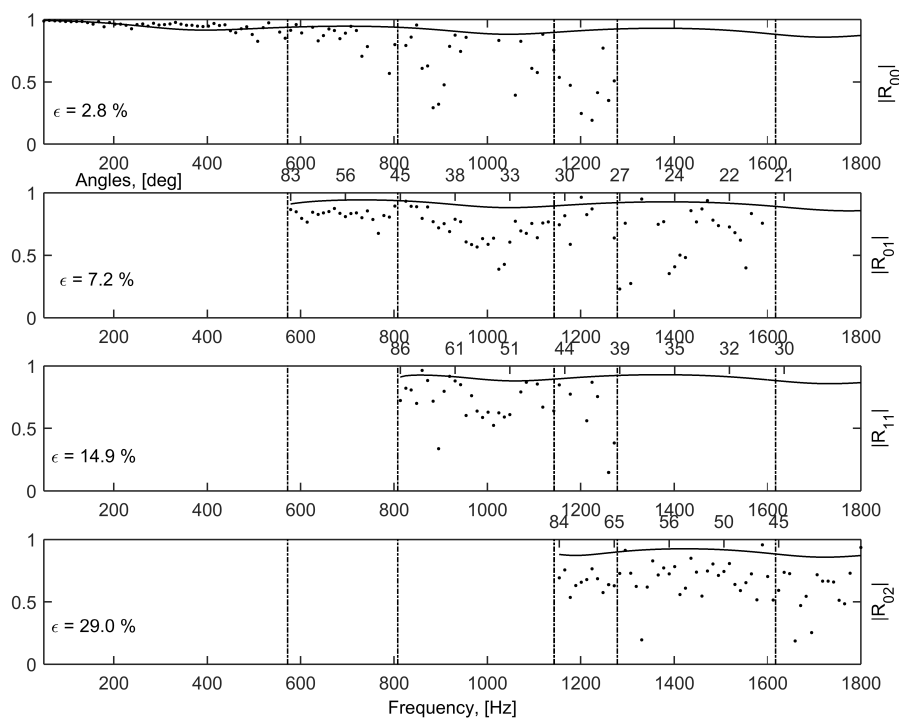 1
0.5
0
ϵ = 2.8 %
|R00|
200 400 600 800 1000 1200 1400 1600 1800
Angles, [deg]
83 56 45 38 33 30 27 24 22 21
1
0.5
0
ϵ = 7.2 %
|R01|
200 400 600 800 1000 1200 1400 1600 1800
86 61 51 44 39 35 32 30
1
0.5
0
ϵ = 14.9 %
|R11|
200 400 600 800 1000 1200 1400 1600 1800
84 65 56 50 45
1
0.5
0
ϵ = 29.0 %
|R02|
200 400 600 800 1000 1200 1400 1600 1800
Frequency, [Hz]